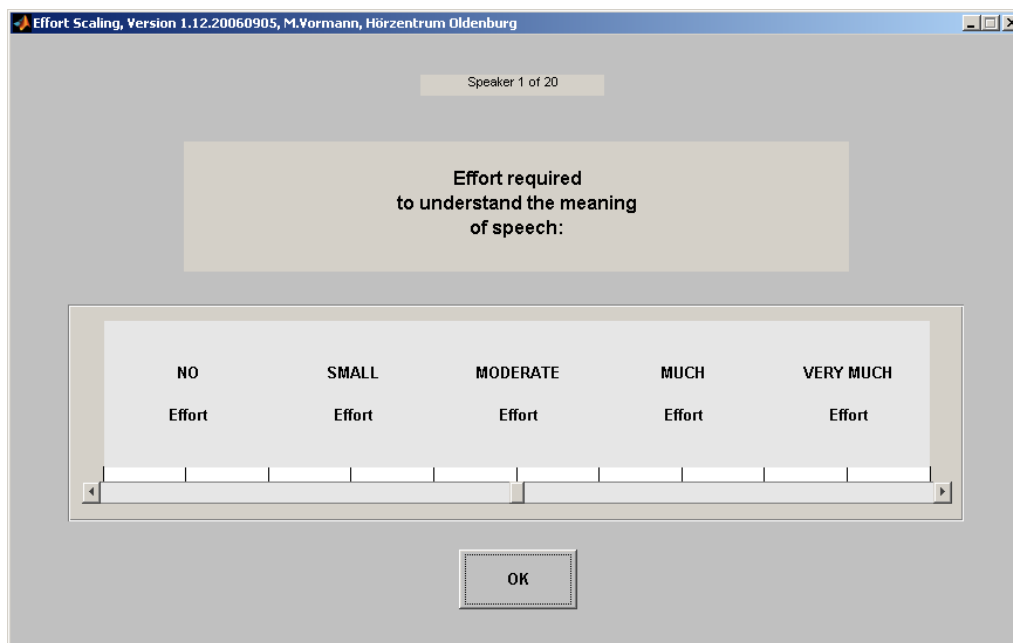 Effort Scaling, Version 1.12.20060905, M.Vormann, Hörzentrum Oldenburg
Speaker 1 of 20
Effort required
to understand the meaning
of speech:
NO SMALL MODERATE MUCH VERY MUCH
Effort Effort Effort Effort Effort
OK